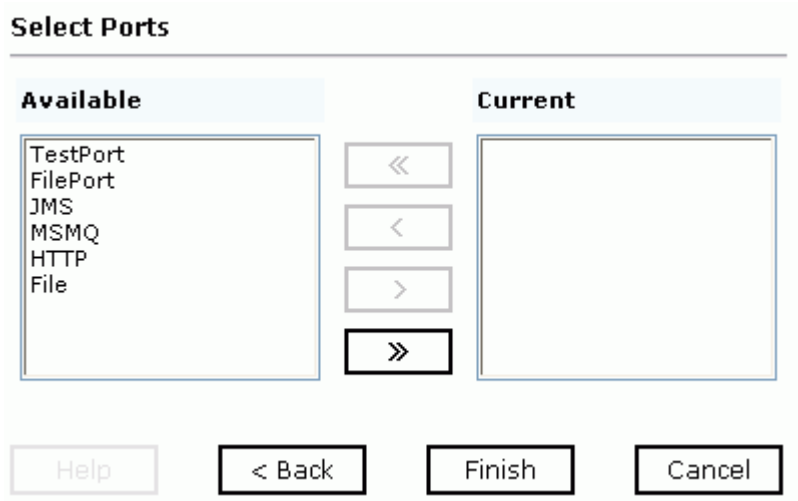 Select Ports
Available
Current
TestPort
FilePort
JMS
MSMQ
HTTP
File
«
<
>
»
Help
< Back
Finish
Cancel